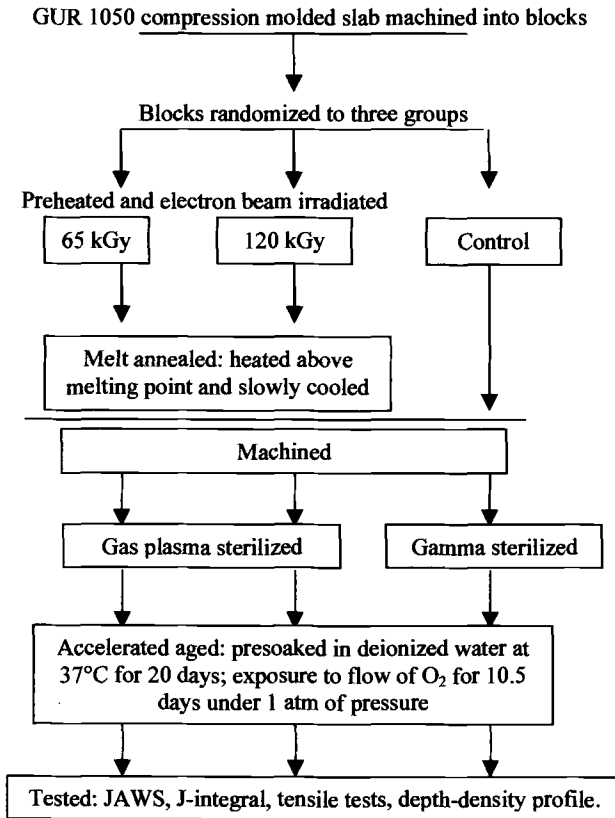 GUR 1050 compression molded slab machined into blocks
Blocks randomized to three groups
Preheated and electron beam irradiated
65 kGy
120 kGy
Control
Melt annealed: heated above
melting point and slowly cooled
Machined
Gas plasma sterilized
Gamma sterilized
Accelerated aged: presoaked in deionized water at
37°C for 20 days; exposure to flow of O₂ for 10.5
days under 1 atm of pressure
Tested: JAWS, J-integral, tensile tests, depth-density profile.